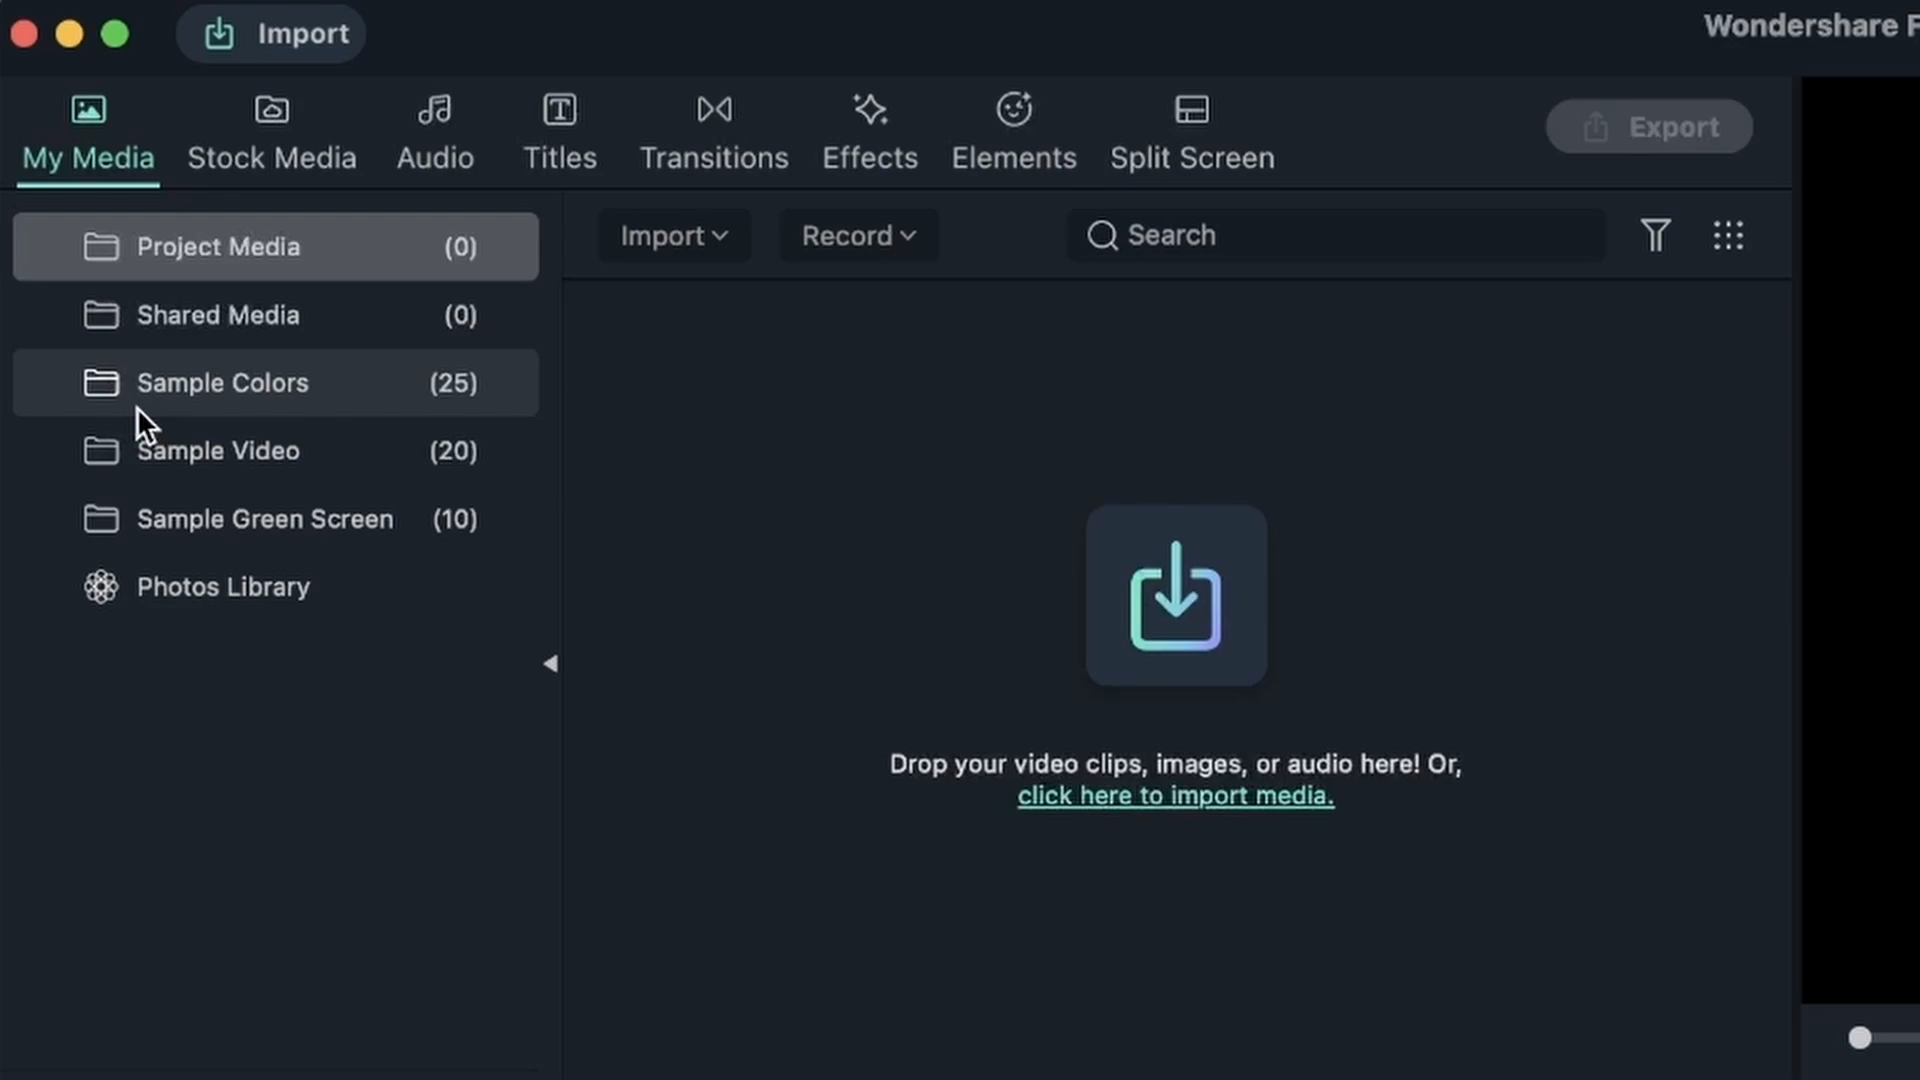 Import
Wondershare F
My Media
Stock Media
Audio
Titles
Transitions
Effects
Elements
Split Screen
Export
Project Media (0)
Shared Media (0)
Sample Colors (25)
Sample Video (20)
Sample Green Screen (10)
Photos Library
Import
Record
Search
Drop your video clips, images, or audio here! Or,
click here to import media.